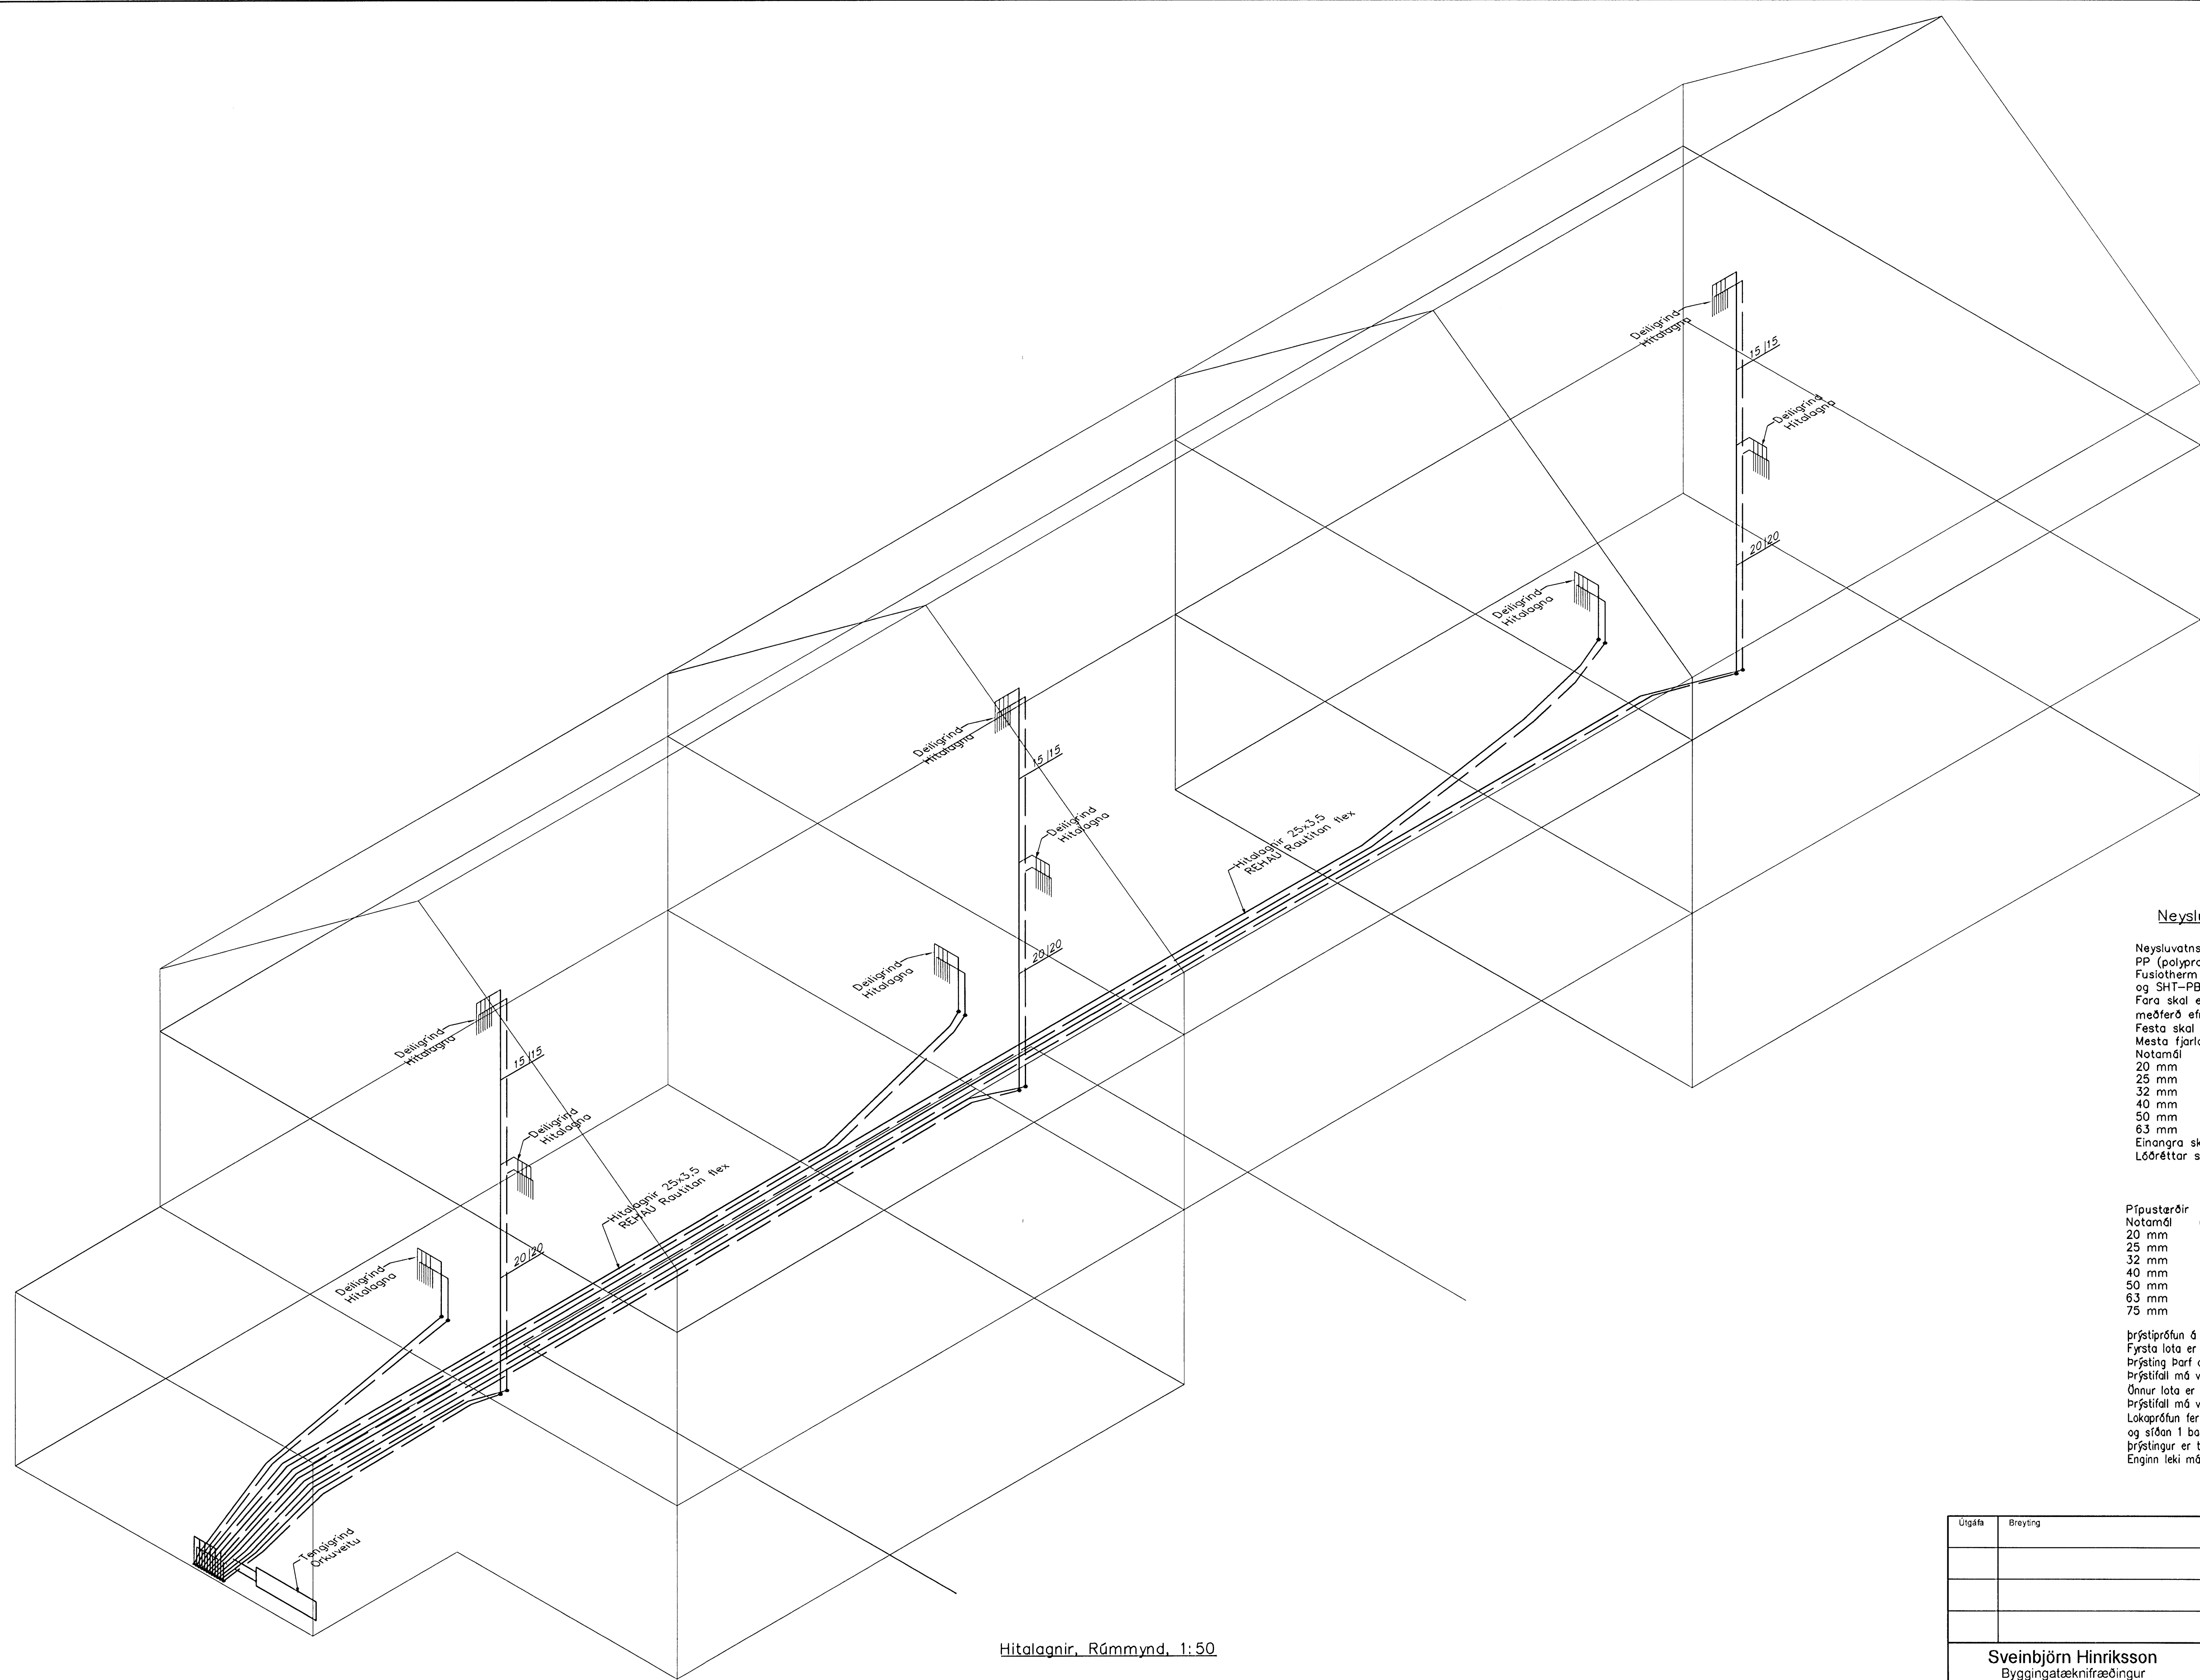 Deiligrind
Hitalagna
15|15
Deiligrind
Hitalagna
20|20
Deiligrind
Hitalagna
Deiligrind
Hitalagna
15|15
Deiligrind
Hitalagna
Hitalagnir 25x3,5
REHAU Rautitan flex
20|20
Deiligrind
Hitalagna
Deiligrind
Hitalagna
15|15
Deiligrind
Hitalagna
Hitalagnir 25x3,5
REHAU Rautitan flex
20|20
Deiligrind
Hitalagna
Tengigrind
Orkuveitu
Hitalagnir, Rúmmynd, 1:50
Neyslu
Neysluvatns
PP (polypro
Fuslotherm
og SHT-PB
Fara skal e
meðferð ef
Festa skal
Mesta fjarl
Notamál
20 mm
25 mm
32 mm
40 mm
50 mm
63 mm
Einangra sk
Lóðréttar s
Pípustærðir
Notamál
20 mm
25 mm
32 mm
40 mm
50 mm
63 mm
75 mm
Þrýstiprófun á
Fyrsta lota er
Þrýsting Þarf
Þrýstifall má v
Önnur lota er
Þrýstifall má v
Lokaprófun fer
og síðan 1 ba
Þrýstingur er t
Enginn leki má
Útgáfa Breyting
Sveinbjörn Hinriksson
Byggingatæknifræðingur